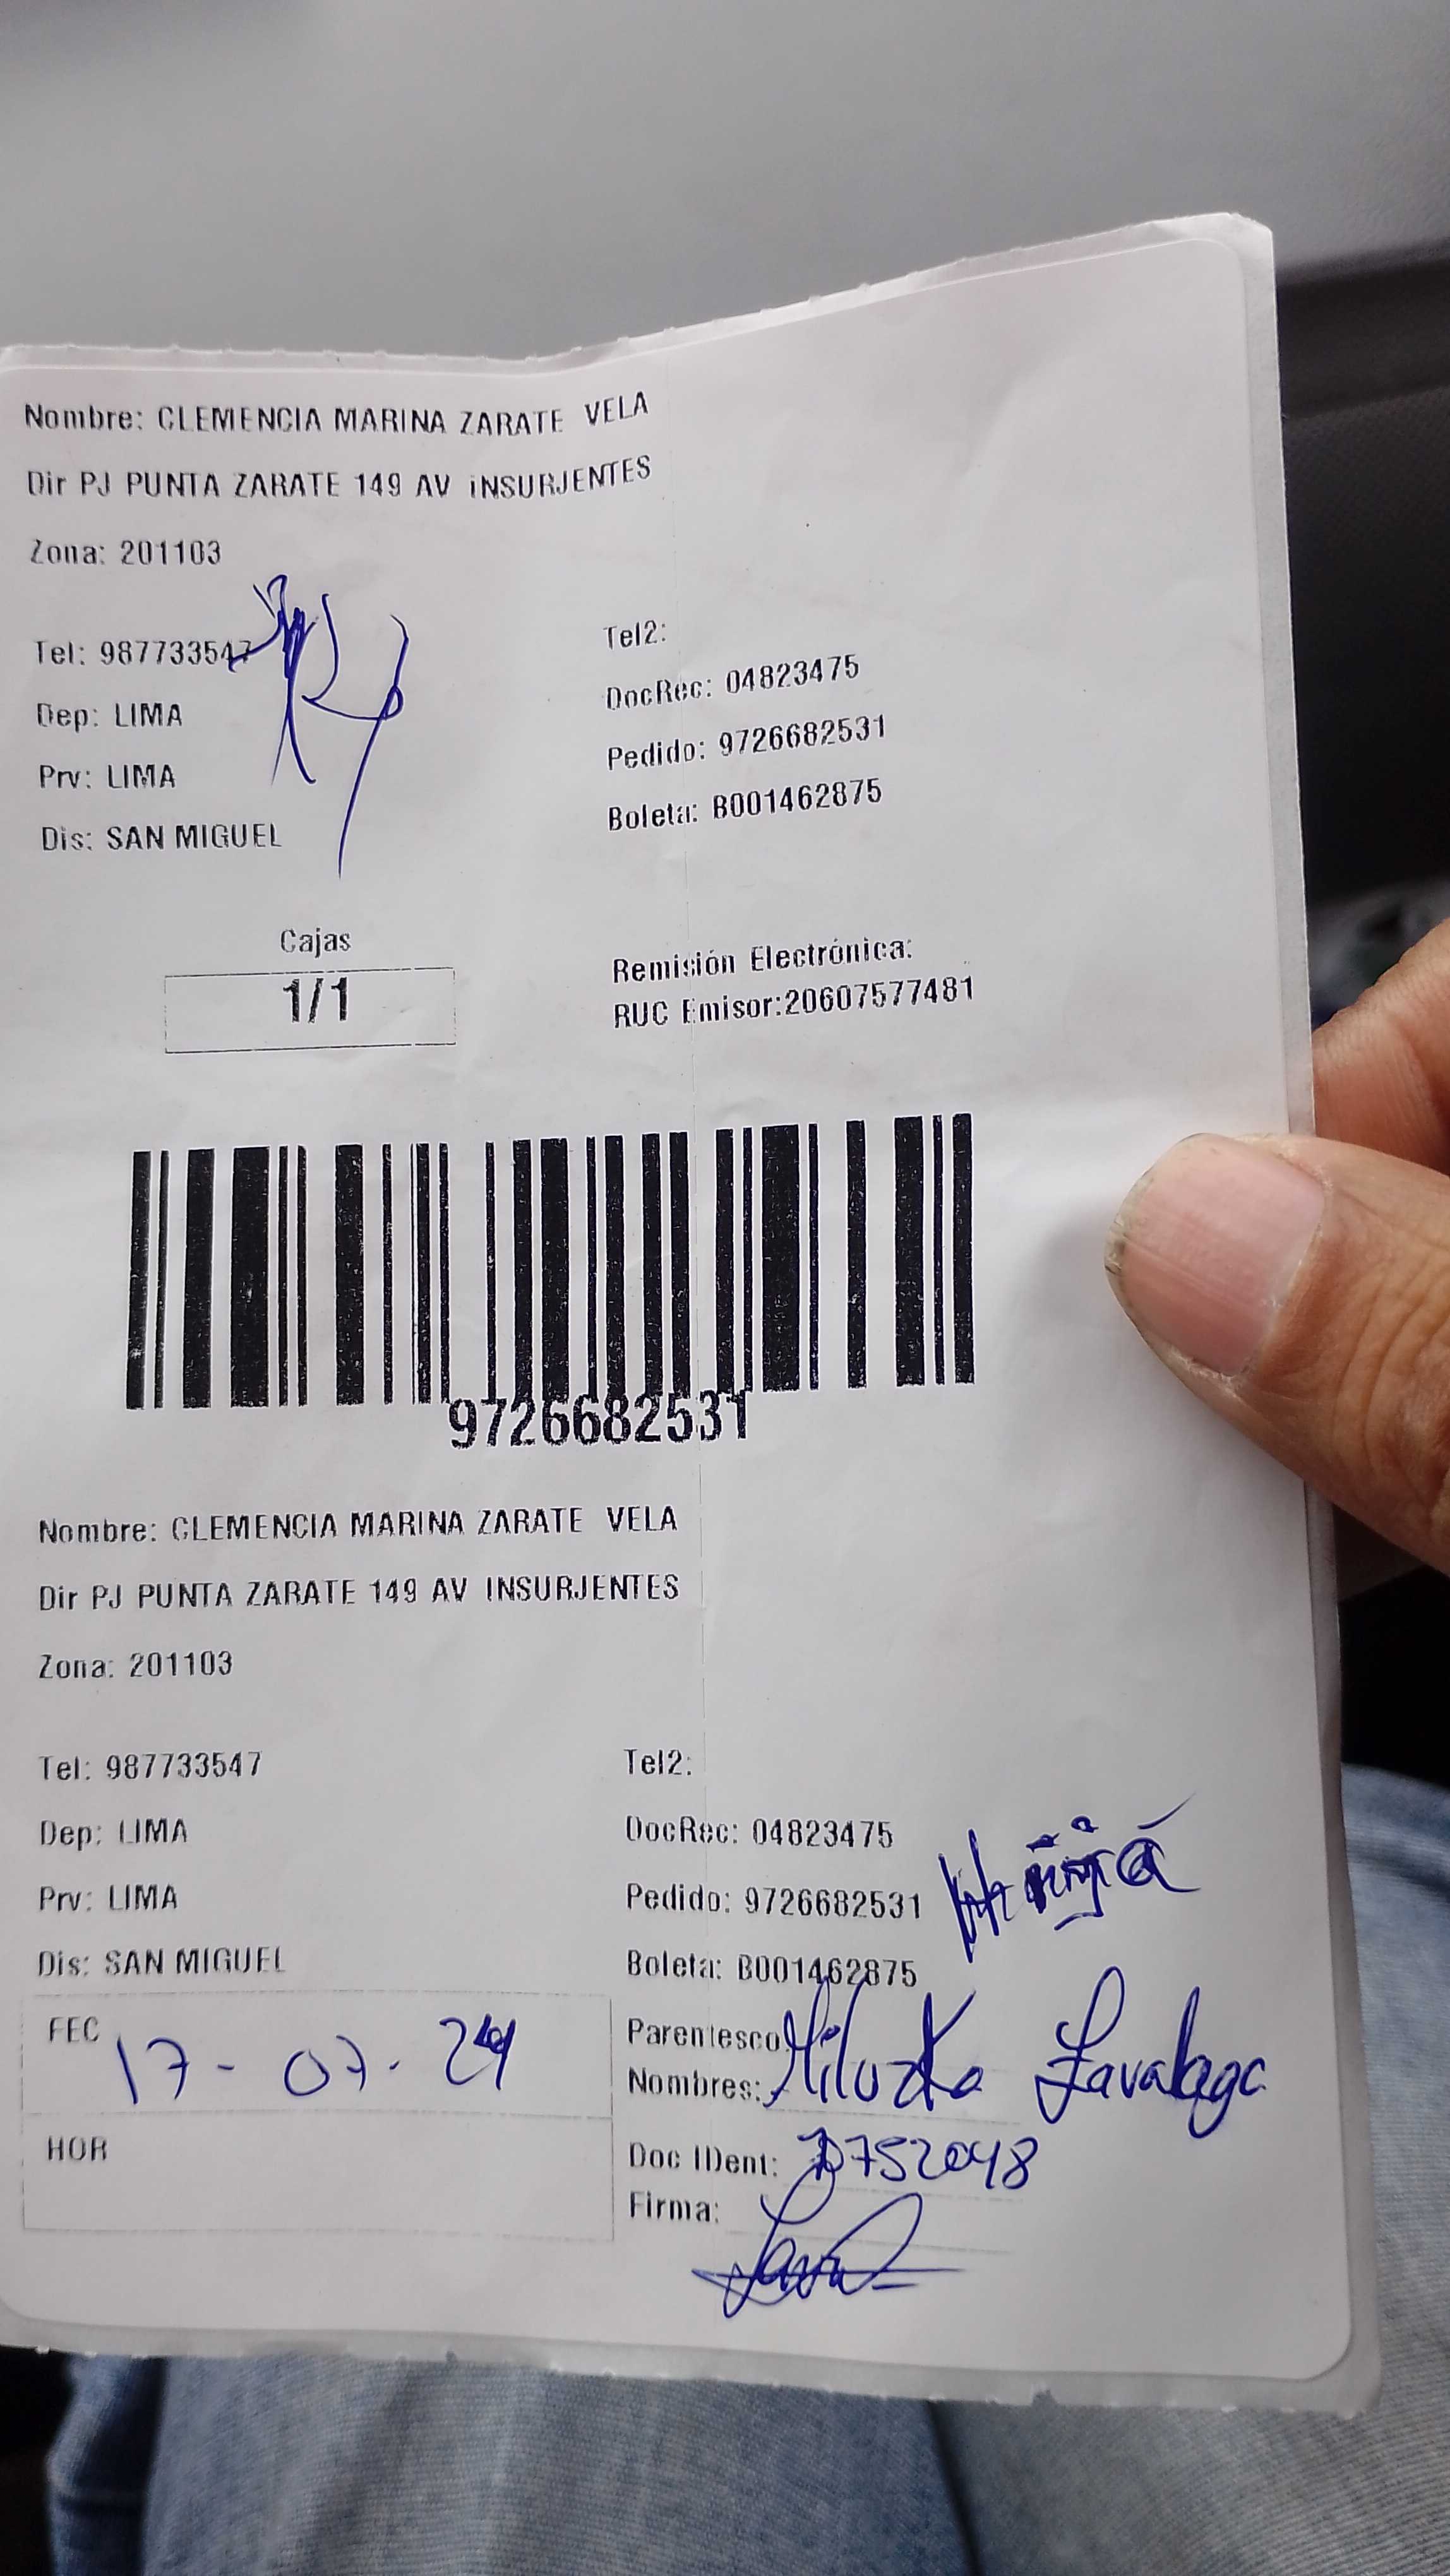 Nombre: CLEMENCIA MARINA ZARATE VELA
Dir PJ PUNTA ZARATE 149 AV iNSURJENTES
Zona: 201103
Tel: 987733547
Tel2:
Dep: LIMA
DocRec: 04823475
Prv: LIMA
Pedido: 9726682531
Dis: SAN MIGUEL
Boleta: B001462875
Cajas
1/1
Remisión Electrónica:
RUC Emisor:20607577481
9726682531
Nombre: CLEMENCIA MARINA ZARATE VELA
Dir PJ PUNTA ZARATE 149 AV INSURJENTES
Zona: 201103
Tel: 987733547
Tel2:
Dep: LIMA
DocRec: 04823475
Prv: LIMA
Pedido: 9726682531
Dis: SAN MIGUEL
Boleta: B001462875
FEC 17-07-24
Parentesco
Nombres: Miluzka Zavalaga
HOR
Doc IDent:
Firma: